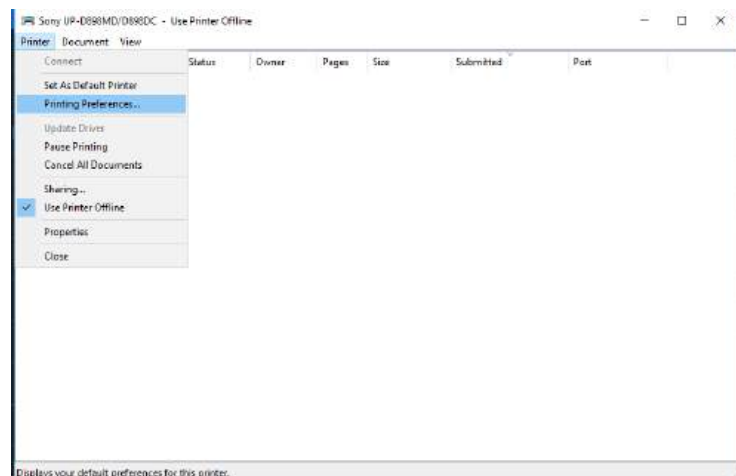 Sony UP-D898MD/D898DC - Use Printer Offline
Printer Document View
Connect
Status Owner Pages Size Submitted Port
Set As Default Printer
Printing Preferences...
Update Driver
Pause Printing
Cancel All Documents
Sharing...
Use Printer Offline
Properties
Close
Displays your default preferences for this printer.